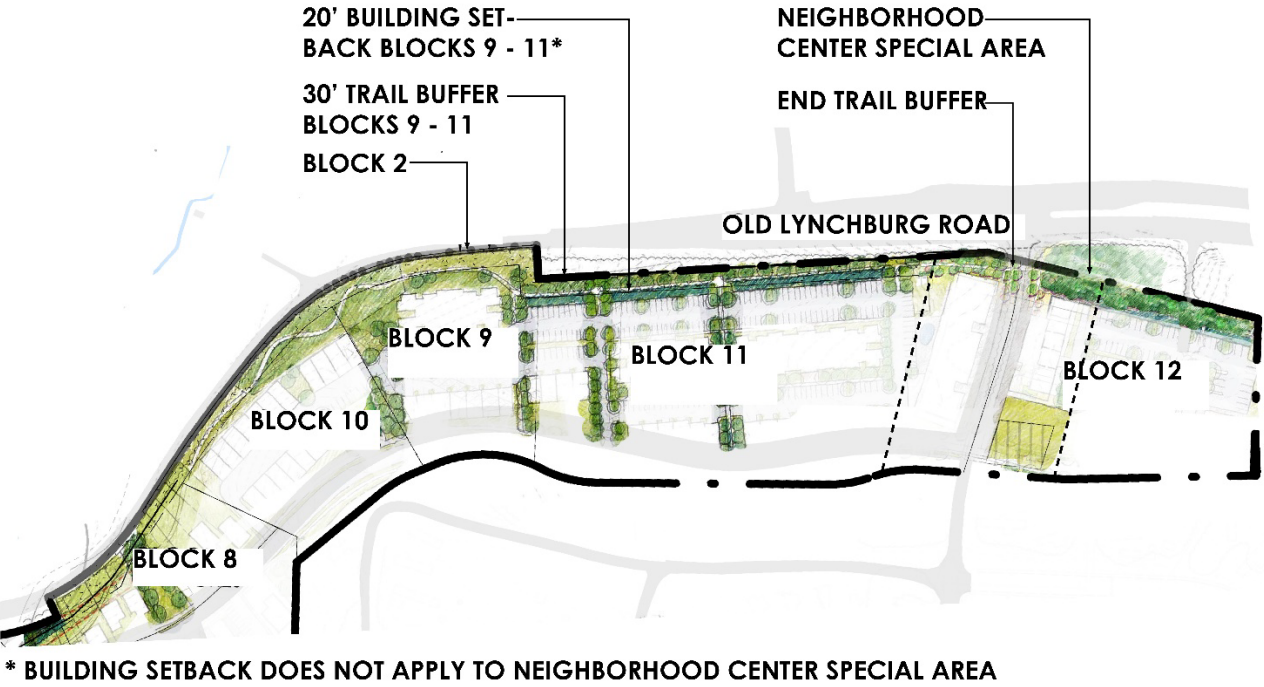 20’ BUILDING SET-
BACK BLOCKS 9 - 11*
30’ TRAIL BUFFER
BLOCKS 9 - 11
BLOCK 2
NEIGHBORHOOD
CENTER SPECIAL AREA
END TRAIL BUFFER
OLD LYNCHBURG ROAD
BLOCK 9
BLOCK 11
BLOCK 12
BLOCK 10
BLOCK 8
* BUILDING SETBACK DOES NOT APPLY TO NEIGHBORHOOD CENTER SPECIAL AREA